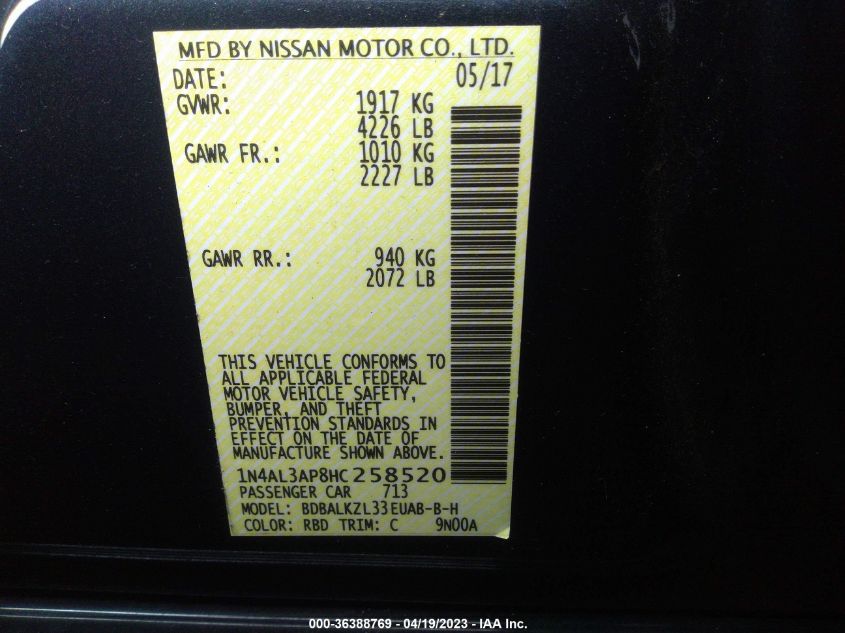 MFD BY NISSAN MOTOR CO., LTD.
DATE: 05/17
GVWR: 1917 KG
4226 LB
GAWR FR.: 1010 KG
2227 LB
GAWR RR.: 940 KG
2072 LB
THIS VEHICLE CONFORMS TO
ALL APPLICABLE FEDERAL
MOTOR VEHICLE SAFETY,
BUMPER, AND THEFT
PREVENTION STANDARDS IN
EFFECT ON THE DATE OF
MANUFACTURE SHOWN ABOVE.
1N4AL3AP8HC258520
PASSENGER CAR 713
MODEL: BDBALKZL33EUAB-B-H
COLOR: RBD TRIM: C 9N00A
000-36388769 - 04/19/2023 - IAA Inc.